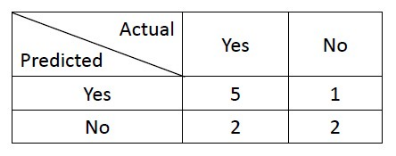 Actual
Predicted
Yes
No
Yes 5 1
No 2 2